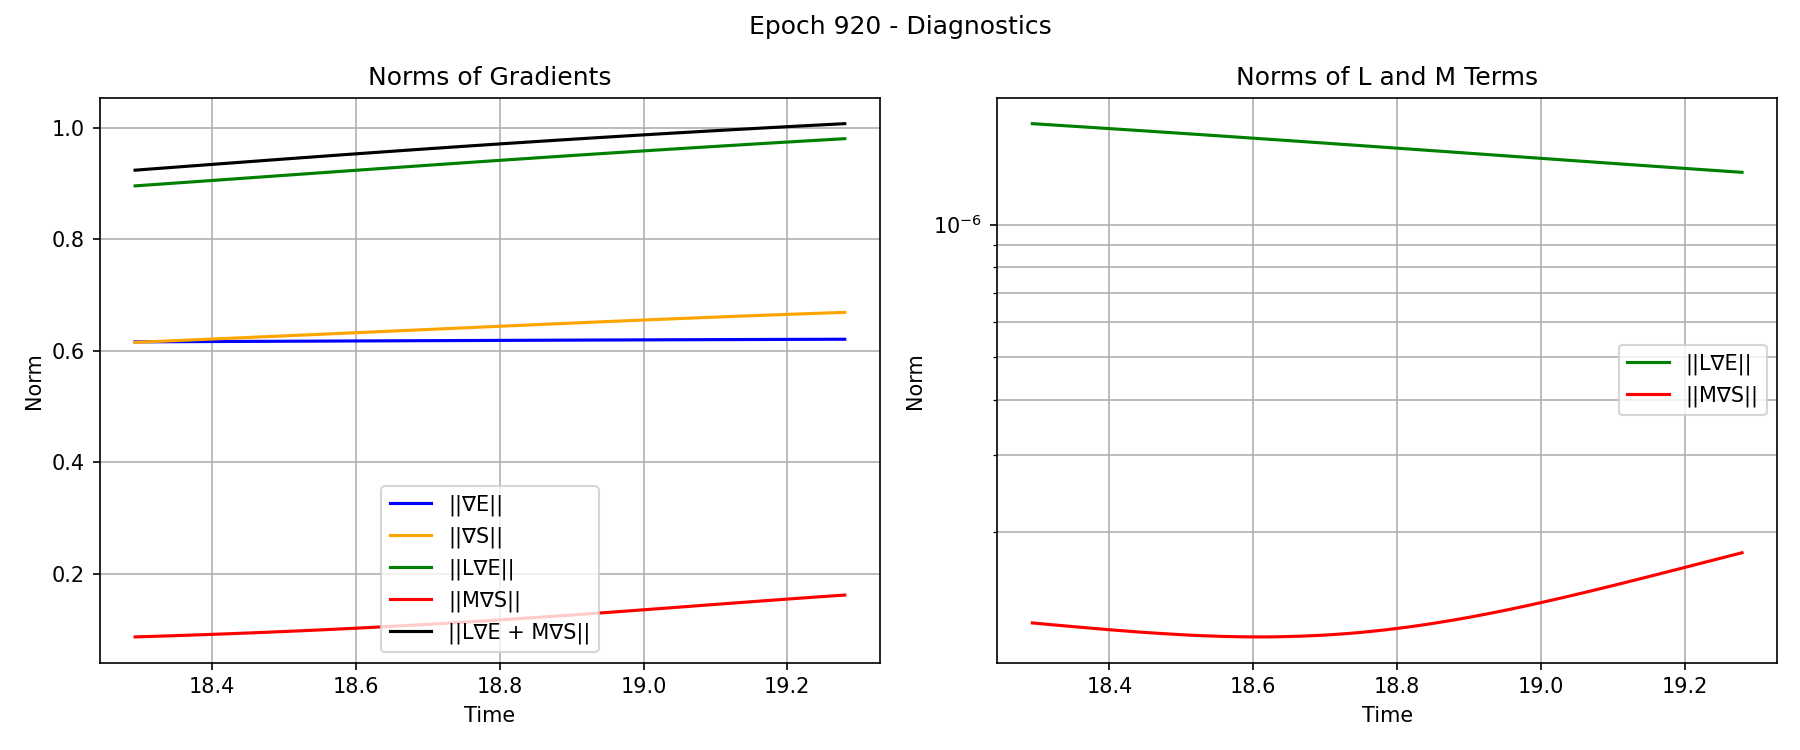 Epoch 920 - Diagnostics
Norms of Gradients
Norm
1.0
0.8
0.6
0.4
0.2
||∇E||
||∇S||
||L∇E||
||M∇S||
||L∇E + M∇S||
18.4 18.6 18.8 19.0 19.2
Time
Norms of L and M Terms
Norm
10⁻⁶
||L∇E||
||M∇S||
18.4 18.6 18.8 19.0 19.2
Time